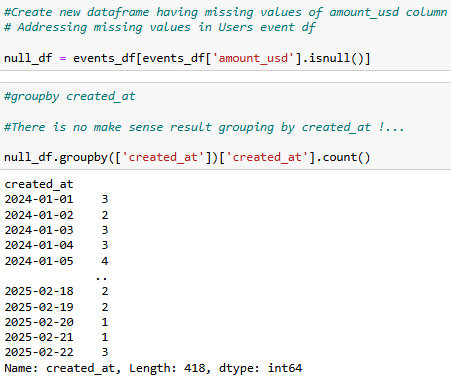 #Create new dataframe having missing values of amount_usd column
# Addressing missing values in Users event df
null_df = events_df[events_df['amount_usd'].isnull()]
#groupby created_at
#There is no make sense result grouping by created_at !...
null_df.groupby(['created_at'])['created_at'].count()
created_at
2024-01-01    3
2024-01-02    2
2024-01-03    3
2024-01-04    3
2024-01-05    4
             ..
2025-02-18    2
2025-02-19    2
2025-02-20    1
2025-02-21    1
2025-02-22    3
Name: created_at, Length: 418, dtype: int64